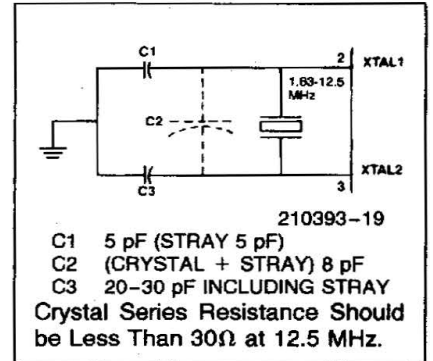 C1
2 XTAL1
1.83-12.5
MHz
C2
XTAL2
C3
3
210393-19
C1 5 pF (STRAY 5 pF)
C2 (CRYSTAL + STRAY) 8 pF
C3 20-30 pF INCLUDING STRAY
Crystal Series Resistance Should
be Less Than 30Ω at 12.5 MHz.